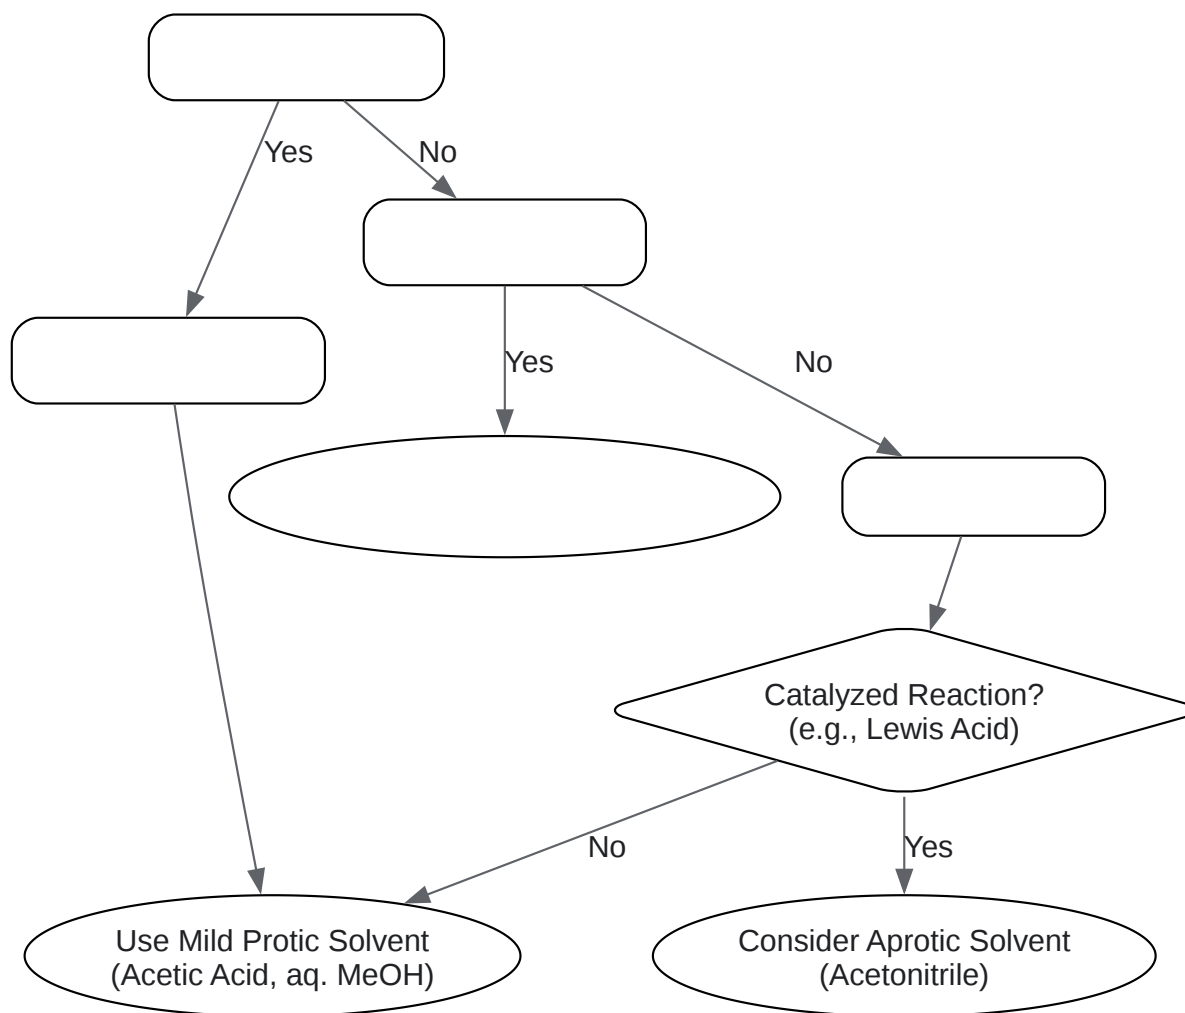 Yes
No
Yes
No
Catalyzed Reaction?
(e.g., Lewis Acid)
No
Yes
Use Mild Protic Solvent
(Acetic Acid, aq. MeOH)
Consider Aprotic Solvent
(Acetonitrile)